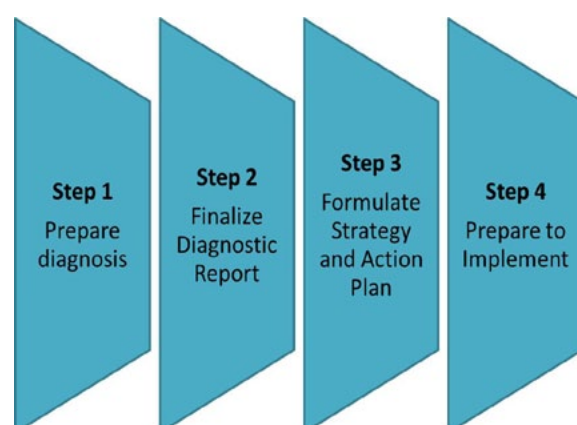 Step 1
Prepare
diagnosis
Step 2
Finalize
Diagnostic
Report
Step 3
Formulate
Strategy
and Action
Plan
Step 4
Prepare to
Implement